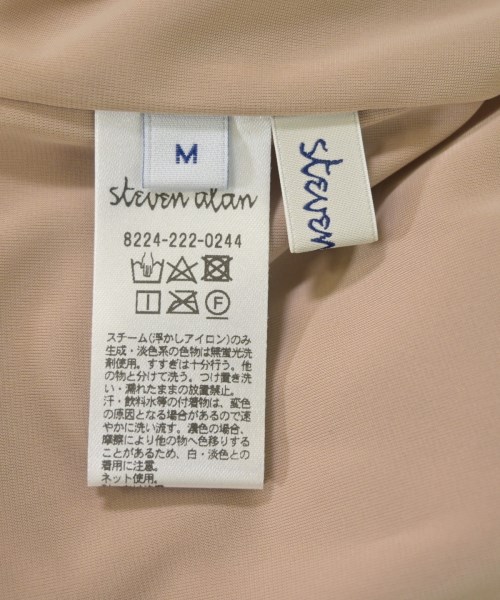 M
steven alan
steven
8224-222-0244
F
スチーム(浮かしアイロン)のみ
生成・淡色系の色物は無蛍光洗
剤使用。すすぎは十分行う。他
の物と分けて洗う。つけ置き洗
い・濡れたままの放置禁止。
汗・飲料水等の付着物は、変色
の原因となる場合があるので速
やかに洗い流す。濃色の場合、
摩擦により他の物へ色移りする
ことがあるため、白・淡色との
着用に注意。
ネット使用。